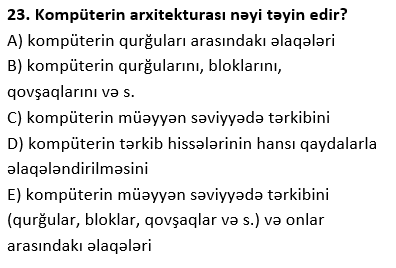 23. Kompüterin arxitekturası nəyi təyin edir?
A) kompüterin qurğuları arasındakı əlaqələri
B) kompüterin qurğularını, bloklarını,
qovşaqlarını və s.
C) kompüterin müəyyən səviyyədə tərkibini
D) kompüterin tərkib hissələrinin hansı qaydalarla
əlaqələndirilməsini
E) kompüterin müəyyən səviyyədə tərkibini
(qurğular, bloklar, qovşaqlar və s.) və onlar
arasındakı əlaqələri